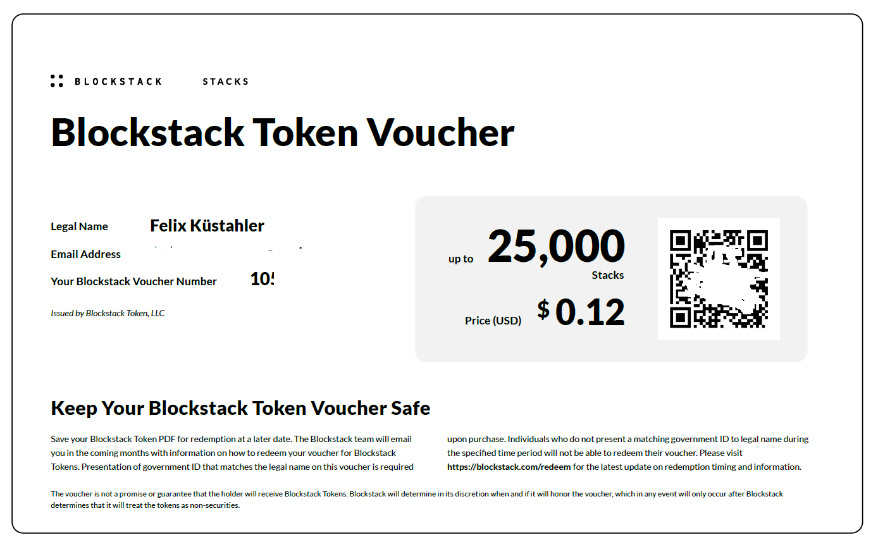 BLOCKSTACK STACKS
Blockstack Token Voucher
Legal Name Felix Küstahler
Email Address
Your Blockstack Voucher Number 105
Issued by Blockstack Token, LLC
up to 25,000
Stacks
Price (USD) $ 0.12
Keep Your Blockstack Token Voucher Safe
Save your Blockstack Token PDF for redemption at a later date. The Blockstack team will email
you in the coming months with information on how to redeem your voucher for Blockstack
Tokens. Presentation of government ID that matches the legal name on this voucher is required
upon purchase. Individuals who do not present a matching government ID to legal name during
the specified time period will not be able to redeem their voucher. Please visit
https://blockstack.com/redeem for the latest update on redemption timing and information.
The voucher is not a promise or guarantee that the holder will receive Blockstack Tokens. Blockstack will determine in its discretion when and if it will honor the voucher, which in any event will only occur after Blockstack
determines that it will treat the tokens as non-securities.